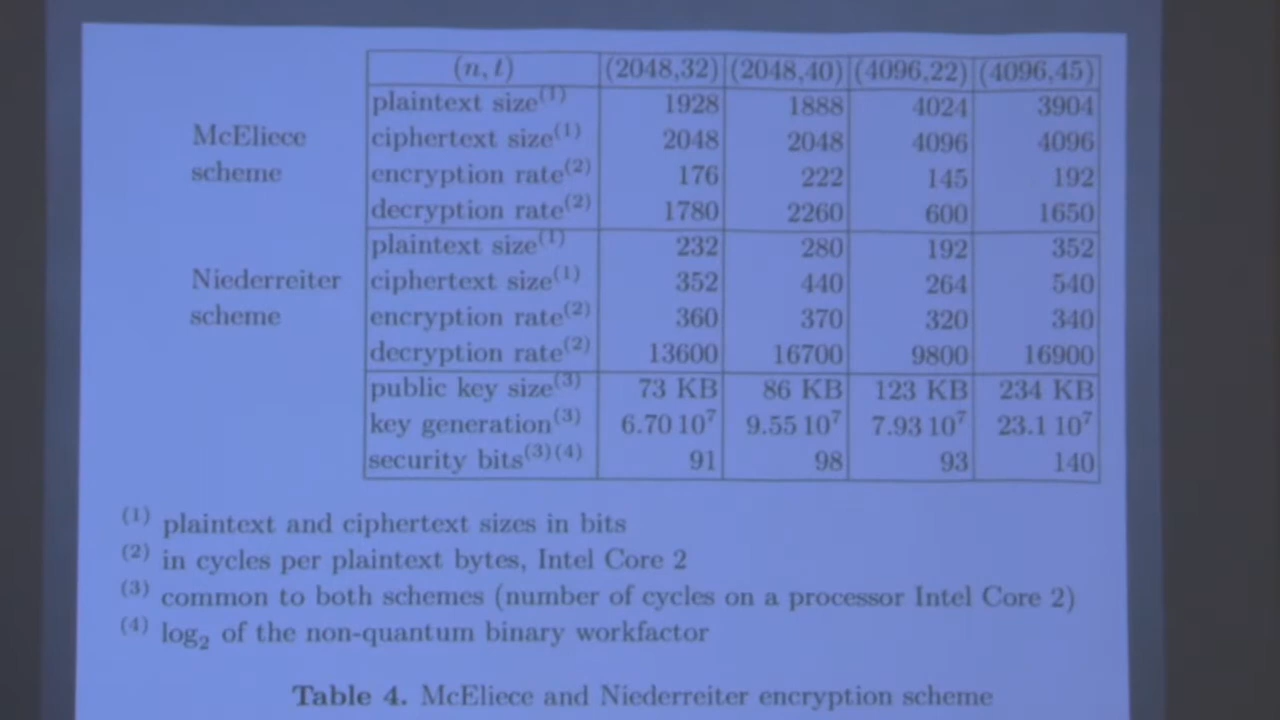 (n, t) (2048,32) (2048,40) (4096,22) (4096,45)
plaintext size(1) 1928 1888 4024 3904
McEliece ciphertext size(1) 2048 2048 4096 4096
scheme encryption rate(2) 176 222 145 192
decryption rate(2) 1780 2260 600 1650
plaintext size(1) 232 280 192 352
Niederreiter ciphertext size(1) 352 440 264 540
scheme encryption rate(2) 360 370 320 340
decryption rate(2) 13600 16700 9800 16900
public key size(3) 73 KB 86 KB 123 KB 234 KB
key generation(3) 6.70 10^7 9.55 10^7 7.93 10^7 23.1 10^7
security bits(3)(4) 91 98 93 140
(1) plaintext and ciphertext sizes in bits
(2) in cycles per plaintext bytes, Intel Core 2
(3) common to both schemes (number of cycles on a processor Intel Core 2)
(4) log₂ of the non-quantum binary workfactor
Table 4. McEliece and Niederreiter encryption scheme